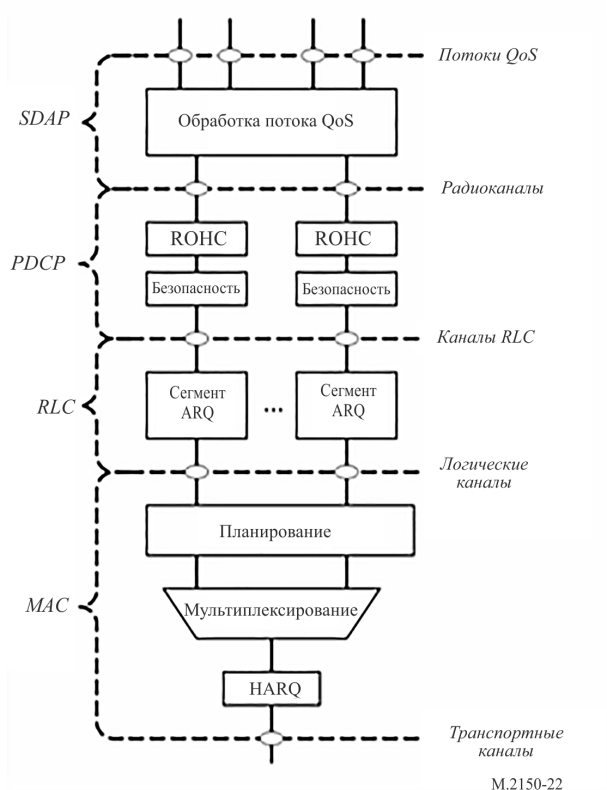 Потоки QoS
SDAP
Обработка потока QoS
Радиоканалы
ROHC
ROHC
PDCP
Безопасность
Безопасность
Каналы RLC
Сегмент
ARQ
...
Сегмент
ARQ
RLC
Логические
каналы
Планирование
MAC
Мультиплексирование
HARQ
Транспортные
каналы
M.2150-22